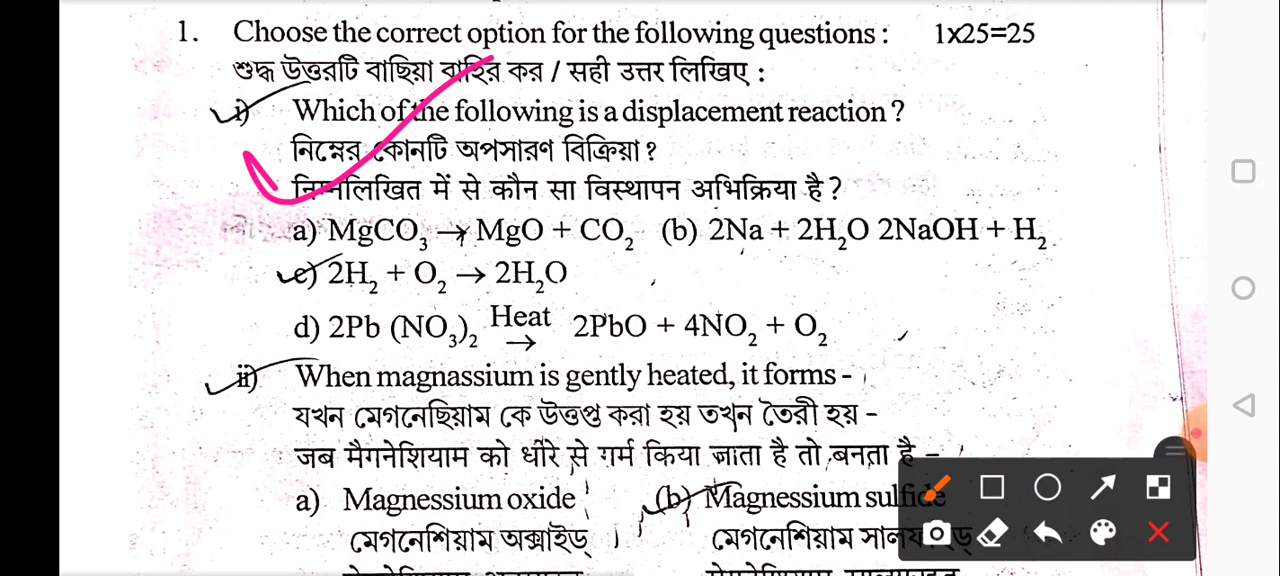 1. Choose the correct option for the following questions : 1x25=25
শুদ্ধ উত্তরটি বাছিয়া বাহির কর / सही उत्तर लिखिए :
i) Which of the following is a displacement reaction ?
নিম্নের কোনটি অপসারণ বিক্রিয়া ?
निम्नलिखित में से कौन सा विस्थापन अभिक्रिया है ?
a) MgCO₃ → MgO + CO₂ (b) 2Na + 2H₂O 2NaOH + H₂
c) 2H₂ + O₂ → 2H₂O
d) 2Pb (NO₃)₂ Heat → 2PbO + 4NO₂ + O₂
ii) When magnassium is gently heated, it forms -
যখন মেগনেছিয়াম কে উত্তপ্ত করা হয় তখন তৈরী হয় -
जब मैगनेशियाम को धीरे से गर्म किया जाता है तो बनता है -
a) Magnessium oxide (b) Magnessium sulfide
মেগনেশিয়াম অক্সাইড্ মেগনেশিয়াম